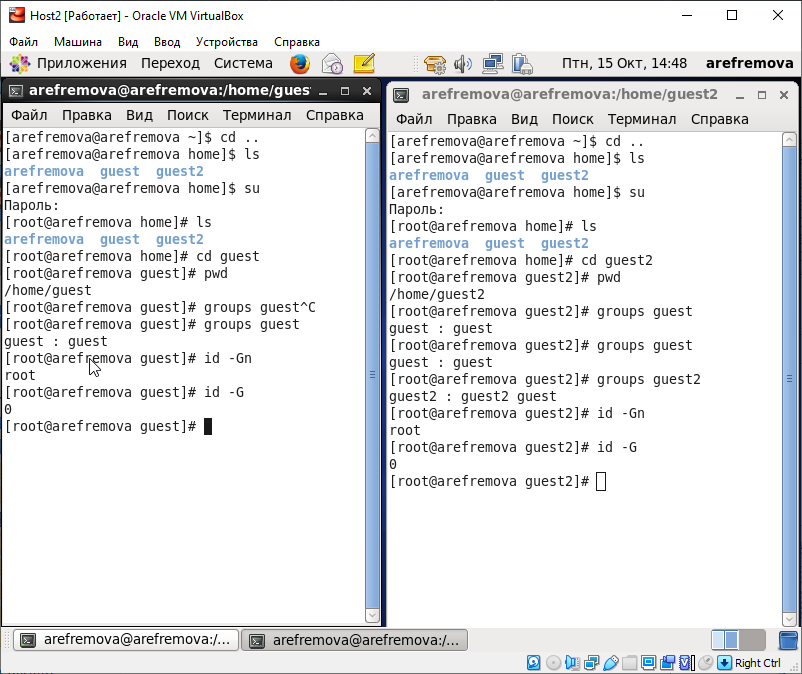 Host2 [Работает] - Oracle VM VirtualBox
Файл Машина Вид Ввод Устройства Справка
Приложения Переход Система Птн, 15 Окт, 14:48 arefremova
arefremova@arefremova:/home/gues
Файл Правка Вид Поиск Терминал Справка
[arefremova@arefremova ~]$ cd ..
[arefremova@arefremova home]$ ls
arefremova guest guest2
[arefremova@arefremova home]$ su
Пароль:
[root@arefremova home]# ls
arefremova guest guest2
[root@arefremova home]# cd guest
[root@arefremova guest]# pwd
/home/guest
[root@arefremova guest]# groups guest^C
[root@arefremova guest]# groups guest
guest : guest
[root@arefremova guest]# id -Gn
root
[root@arefremova guest]# id -G
0
[root@arefremova guest]#
arefremova@arefremova:/home/guest2
Файл Правка Вид Поиск Терминал Справка
[arefremova@arefremova ~]$ cd ..
[arefremova@arefremova home]$ ls
arefremova guest guest2
[arefremova@arefremova home]$ su
Пароль:
[root@arefremova home]# ls
arefremova guest guest2
[root@arefremova home]# cd guest2
[root@arefremova guest2]# pwd
/home/guest2
[root@arefremova guest2]# groups guest
guest : guest
[root@arefremova guest2]# groups guest
guest : guest
[root@arefremova guest2]# groups guest2
guest2 : guest2 guest
[root@arefremova guest2]# id -Gn
root
[root@arefremova guest2]# id -G
0
[root@arefremova guest2]#
arefremova@arefremova:/... arefremova@arefremova:/...
Right Ctrl